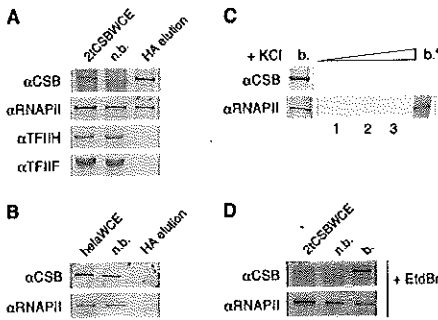 A
2tCSBWCE
n.b.
HA elution
αCSB
αRNAPII
αTFIIH
αTFIIF
B
helaWCE
n.b.
HA elution
αCSB
αRNAPII
C
+ KCl b. b.*
αCSB
αRNAPII
1 2 3
D
2tCSBWCE
n.b.
b.
αCSB
αRNAPII
+ EtdBr